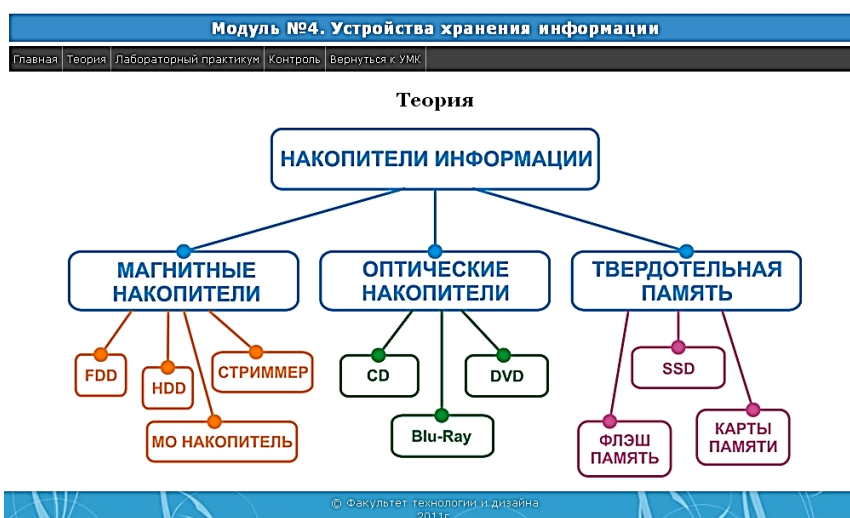 Модуль №4. Устройства хранения информации
Главная Теория Лабораторный практикум Контроль Вернуться к УМК
Теория
НАКОПИТЕЛИ ИНФОРМАЦИИ
МАГНИТНЫЕ
НАКОПИТЕЛИ
ОПТИЧЕСКИЕ
НАКОПИТЕЛИ
ТВЕРДОТЕЛЬНАЯ
ПАМЯТЬ
FDD
HDD
СТРИММЕР
МО НАКОПИТЕЛЬ
CD
DVD
Blu-Ray
SSD
ФЛЭШ
ПАМЯТЬ
КАРТЫ
ПАМЯТИ
© Факультет технологии и дизайна
2011г.